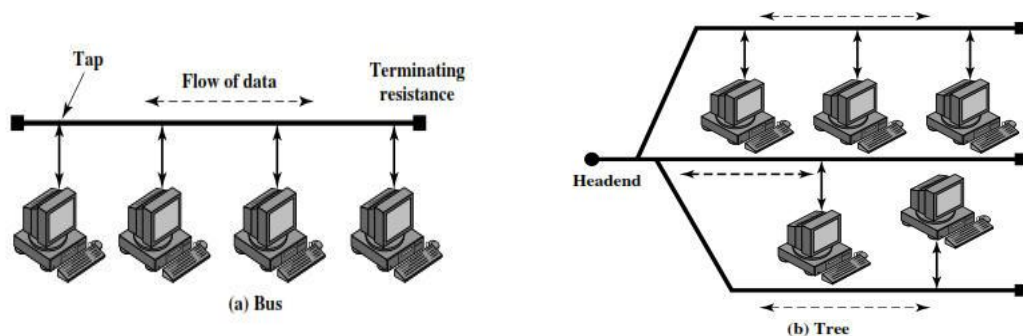 Tap
Flow of data
Terminating
resistance
(a) Bus
Headend
(b) Tree